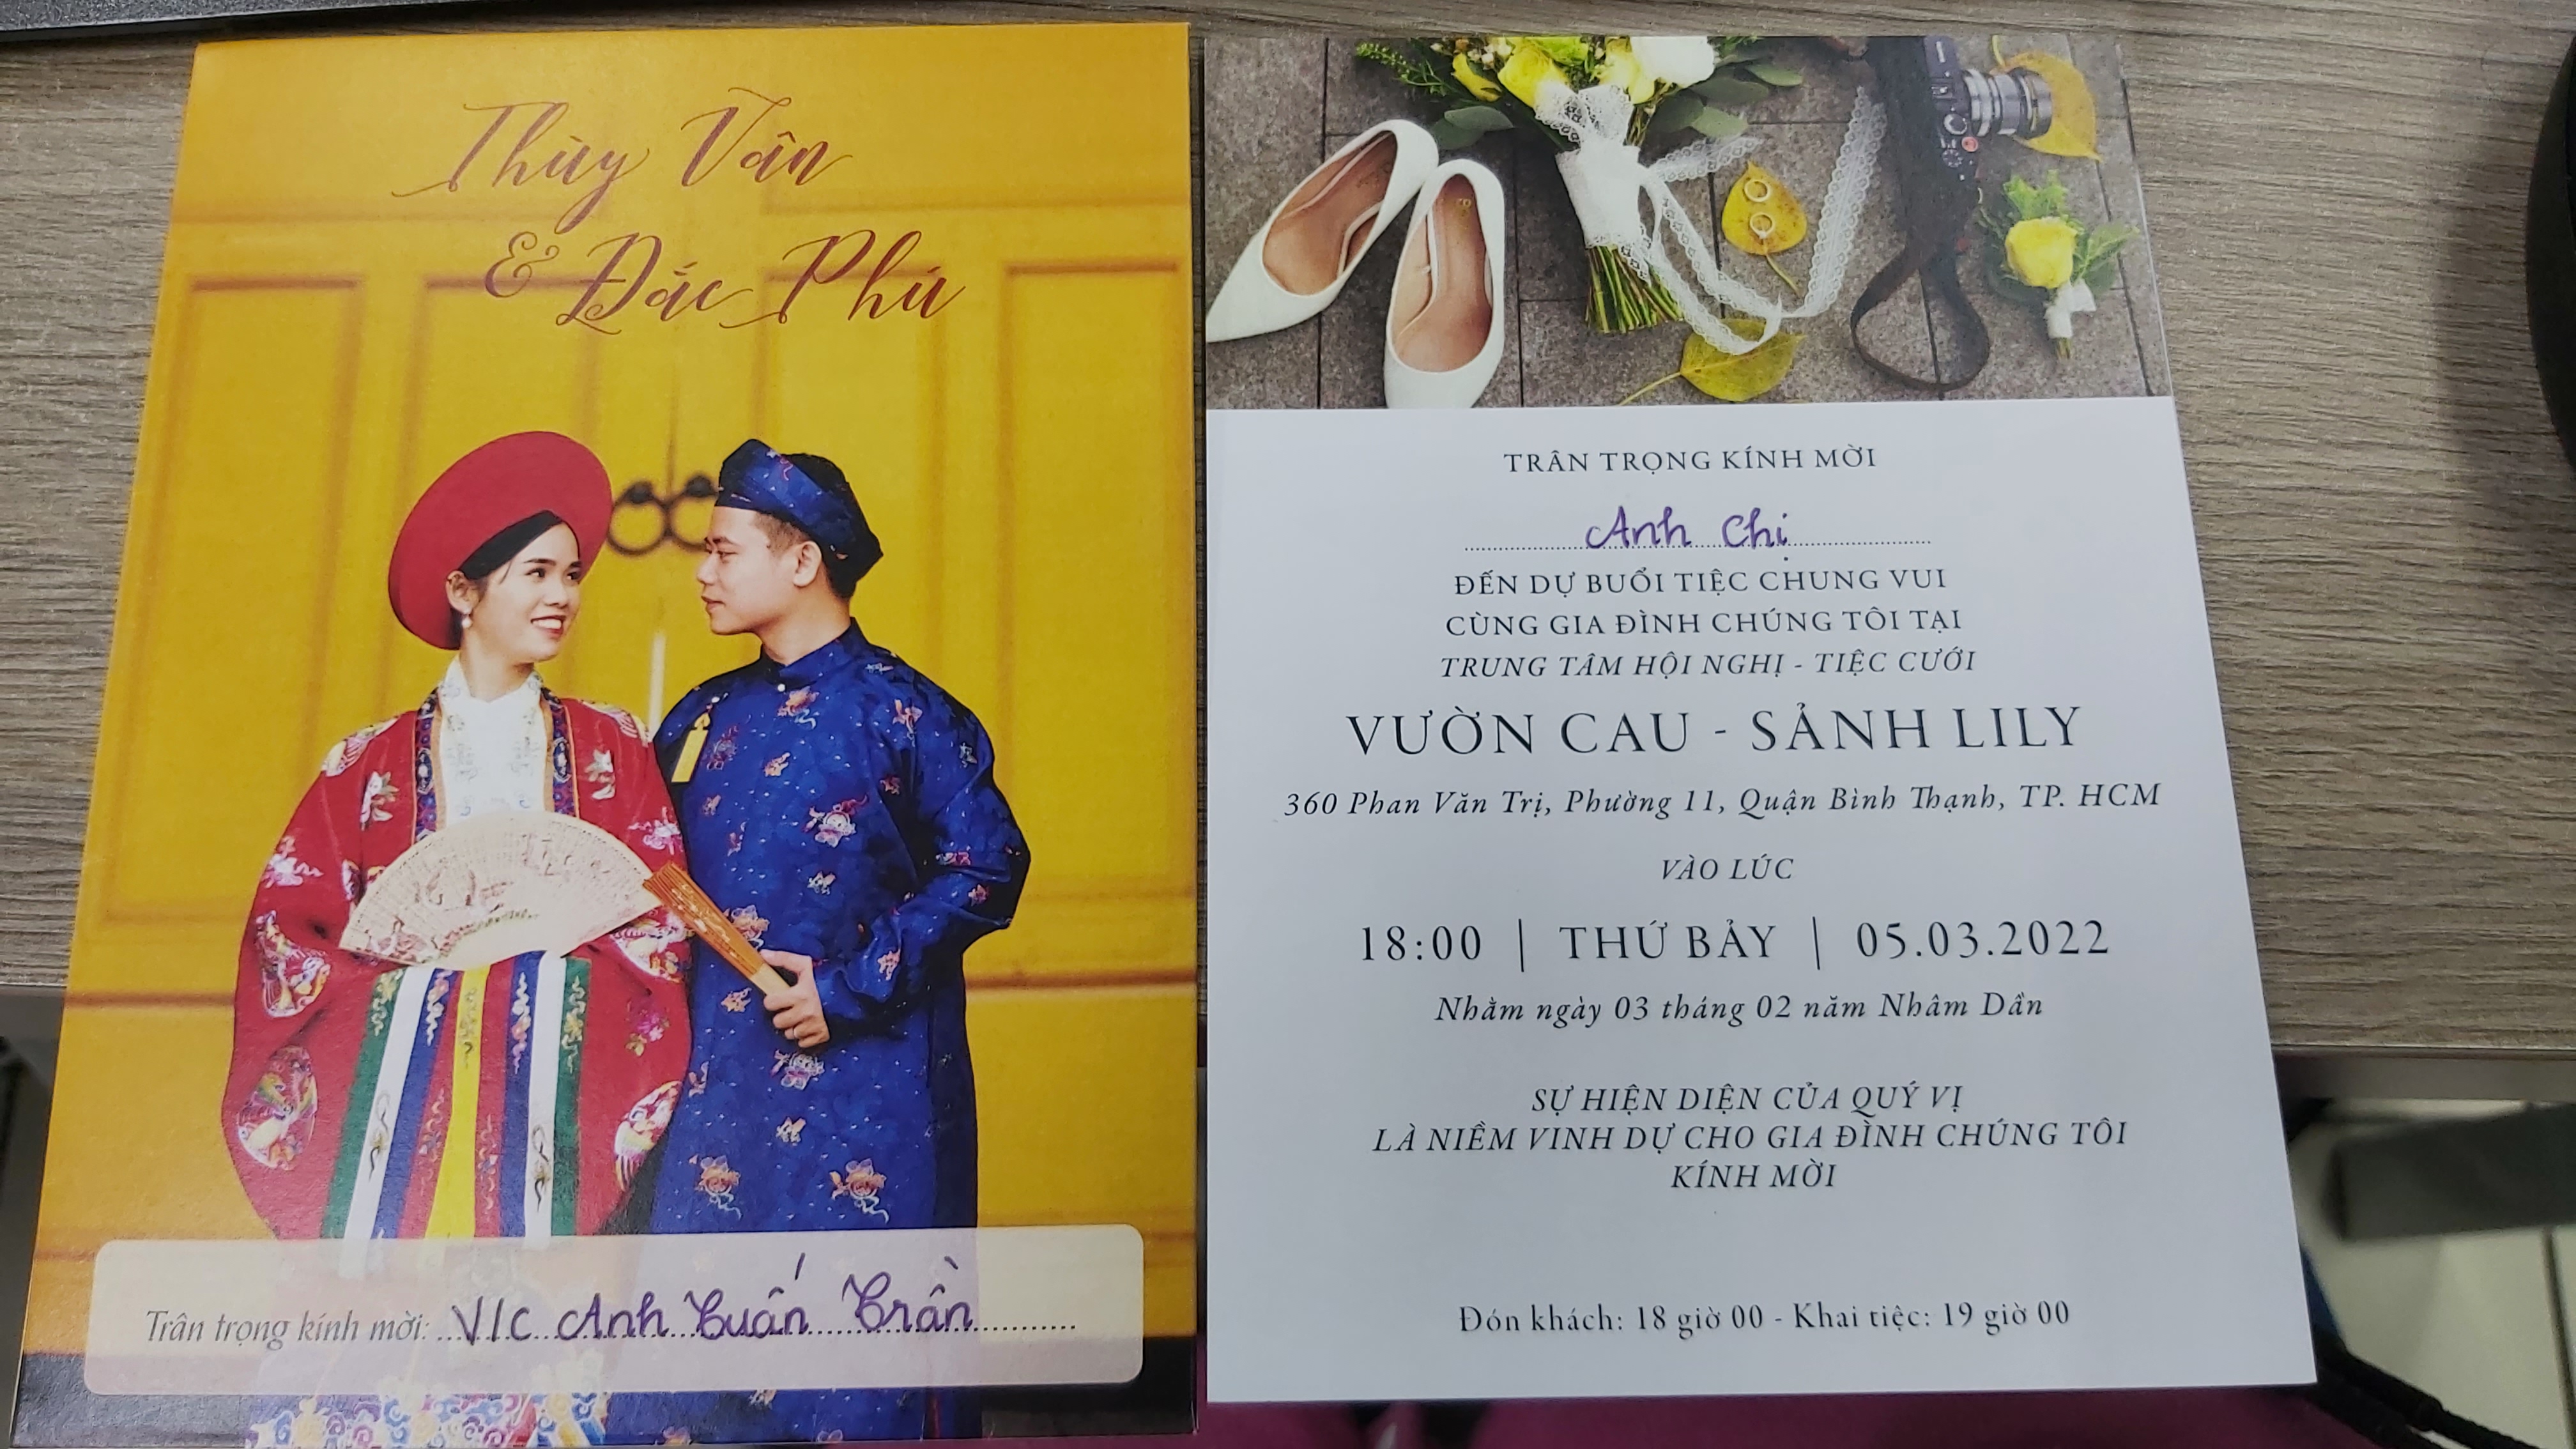 Thùy Vân
& Đức Phú
Trân trọng kính mời: V/c Anh Tuấn Trần
TRÂN TRỌNG KÍNH MỜI
Anh Chị
ĐẾN DỰ BUỔI TIỆC CHUNG VUI
CÙNG GIA ĐÌNH CHÚNG TÔI TẠI
TRUNG TÂM HỘI NGHỊ - TIỆC CƯỚI
VƯỜN CAU - SẢNH LILY
360 Phan Văn Trị, Phường 11, Quận Bình Thạnh, TP. HCM
VÀO LÚC
18:00 | THỨ BẢY | 05.03.2022
Nhằm ngày 03 tháng 02 năm Nhâm Dần
SỰ HIỆN DIỆN CỦA QUÝ VỊ
LÀ NIỀM VINH DỰ CHO GIA ĐÌNH CHÚNG TÔI
KÍNH MỜI
Đón khách: 18 giờ 00 - Khai tiệc: 19 giờ 00